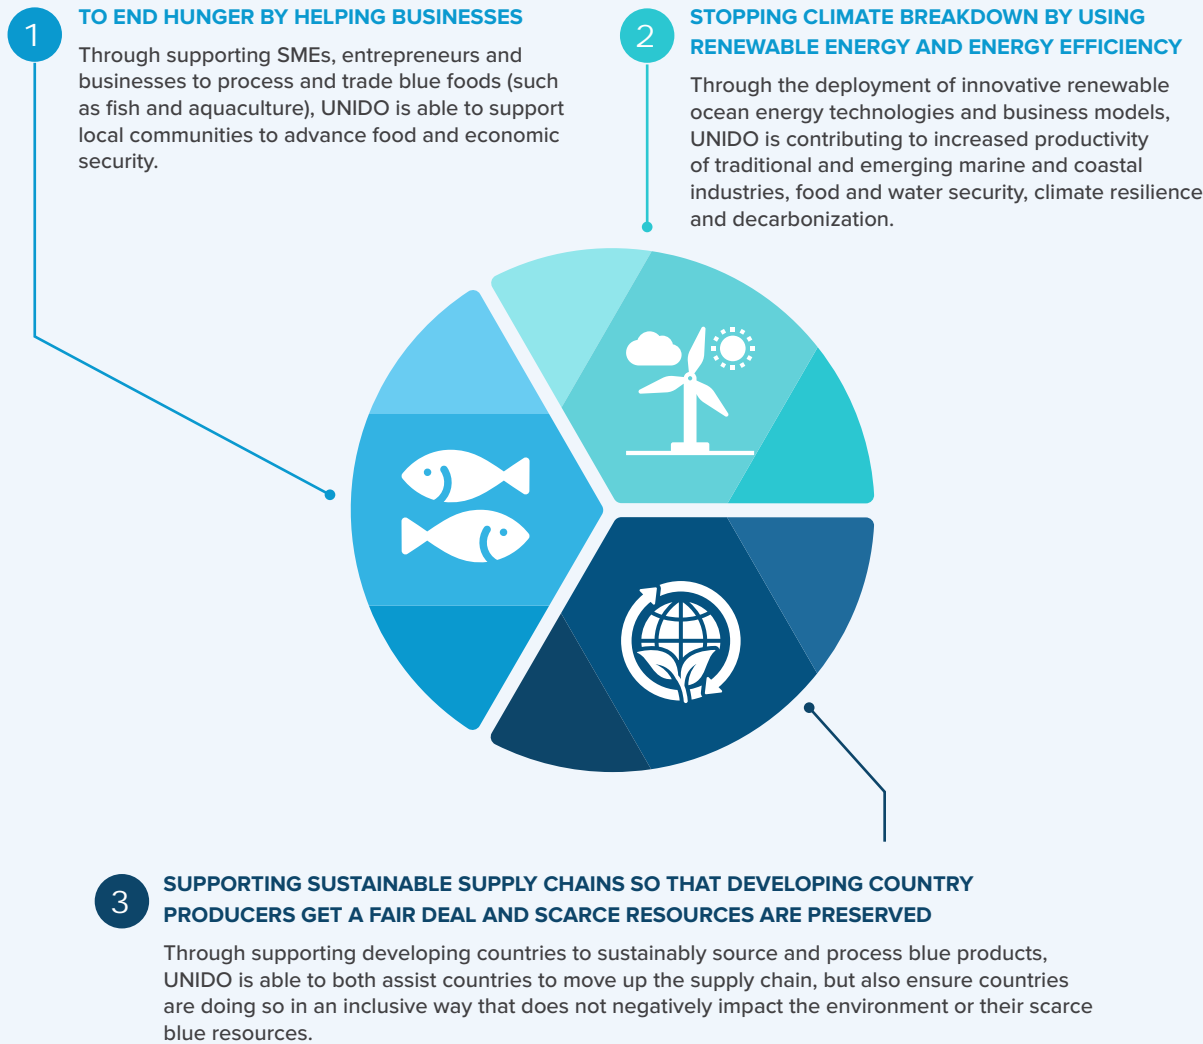 1
TO END HUNGER BY HELPING BUSINESSES
Through supporting SMEs, entrepreneurs and
businesses to process and trade blue foods (such
as fish and aquaculture), UNIDO is able to support
local communities to advance food and economic
security.
2
STOPPING CLIMATE BREAKDOWN BY USING
RENEWABLE ENERGY AND ENERGY EFFICIENCY
Through the deployment of innovative renewable
ocean energy technologies and business models,
UNIDO is contributing to increased productivity
of traditional and emerging marine and coastal
industries, food and water security, climate resilience
and decarbonization.
3
SUPPORTING SUSTAINABLE SUPPLY CHAINS SO THAT DEVELOPING COUNTRY
PRODUCERS GET A FAIR DEAL AND SCARCE RESOURCES ARE PRESERVED
Through supporting developing countries to sustainably source and process blue products,
UNIDO is able to both assist countries to move up the supply chain, but also ensure countries
are doing so in an inclusive way that does not negatively impact the environment or their scarce
blue resources.